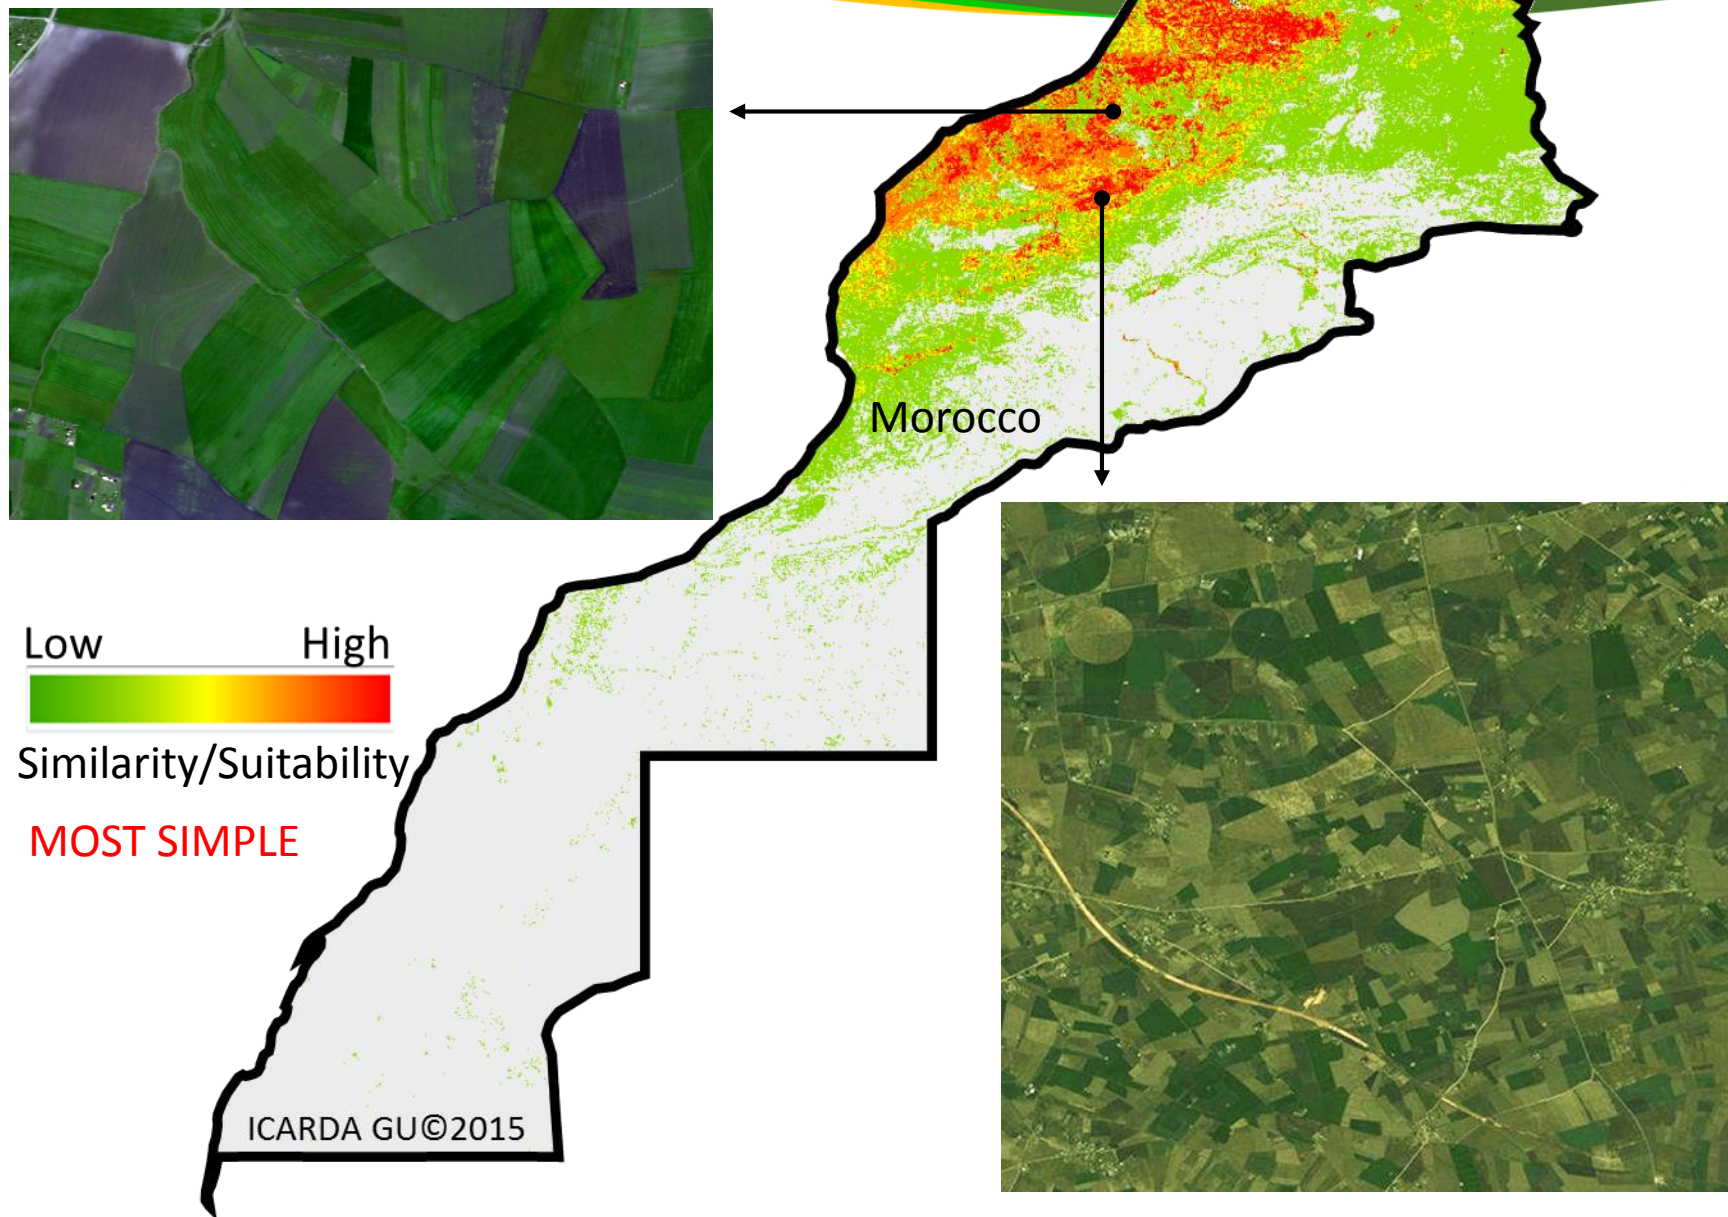 Morocco
Low High
Similarity/Suitability
MOST SIMPLE
ICARDA GU©2015